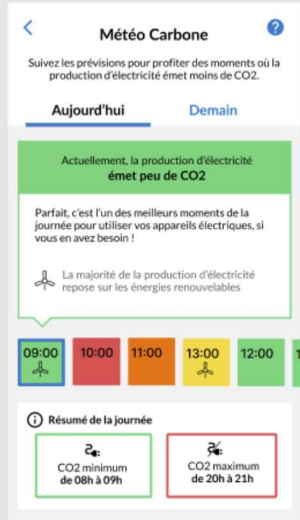 Météo Carbone
?
Suivez les prévisions pour profiter des moments où la
production d'électricité émet moins de CO2.
Aujourd'hui
Demain
Actuellement, la production d'électricité
émet peu de CO2
Parfait, c'est l'un des meilleurs moments de la
journée pour utiliser vos appareils électriques, si
vous en avez besoin !
La majorité de la production d'électricité
repose sur les énergies renouvelables
09:00 10:00 11:00 13:00 12:00 1
i Résumé de la journée
CO2 minimum
de 08h à 09h
CO2 maximum
de 20h à 21h